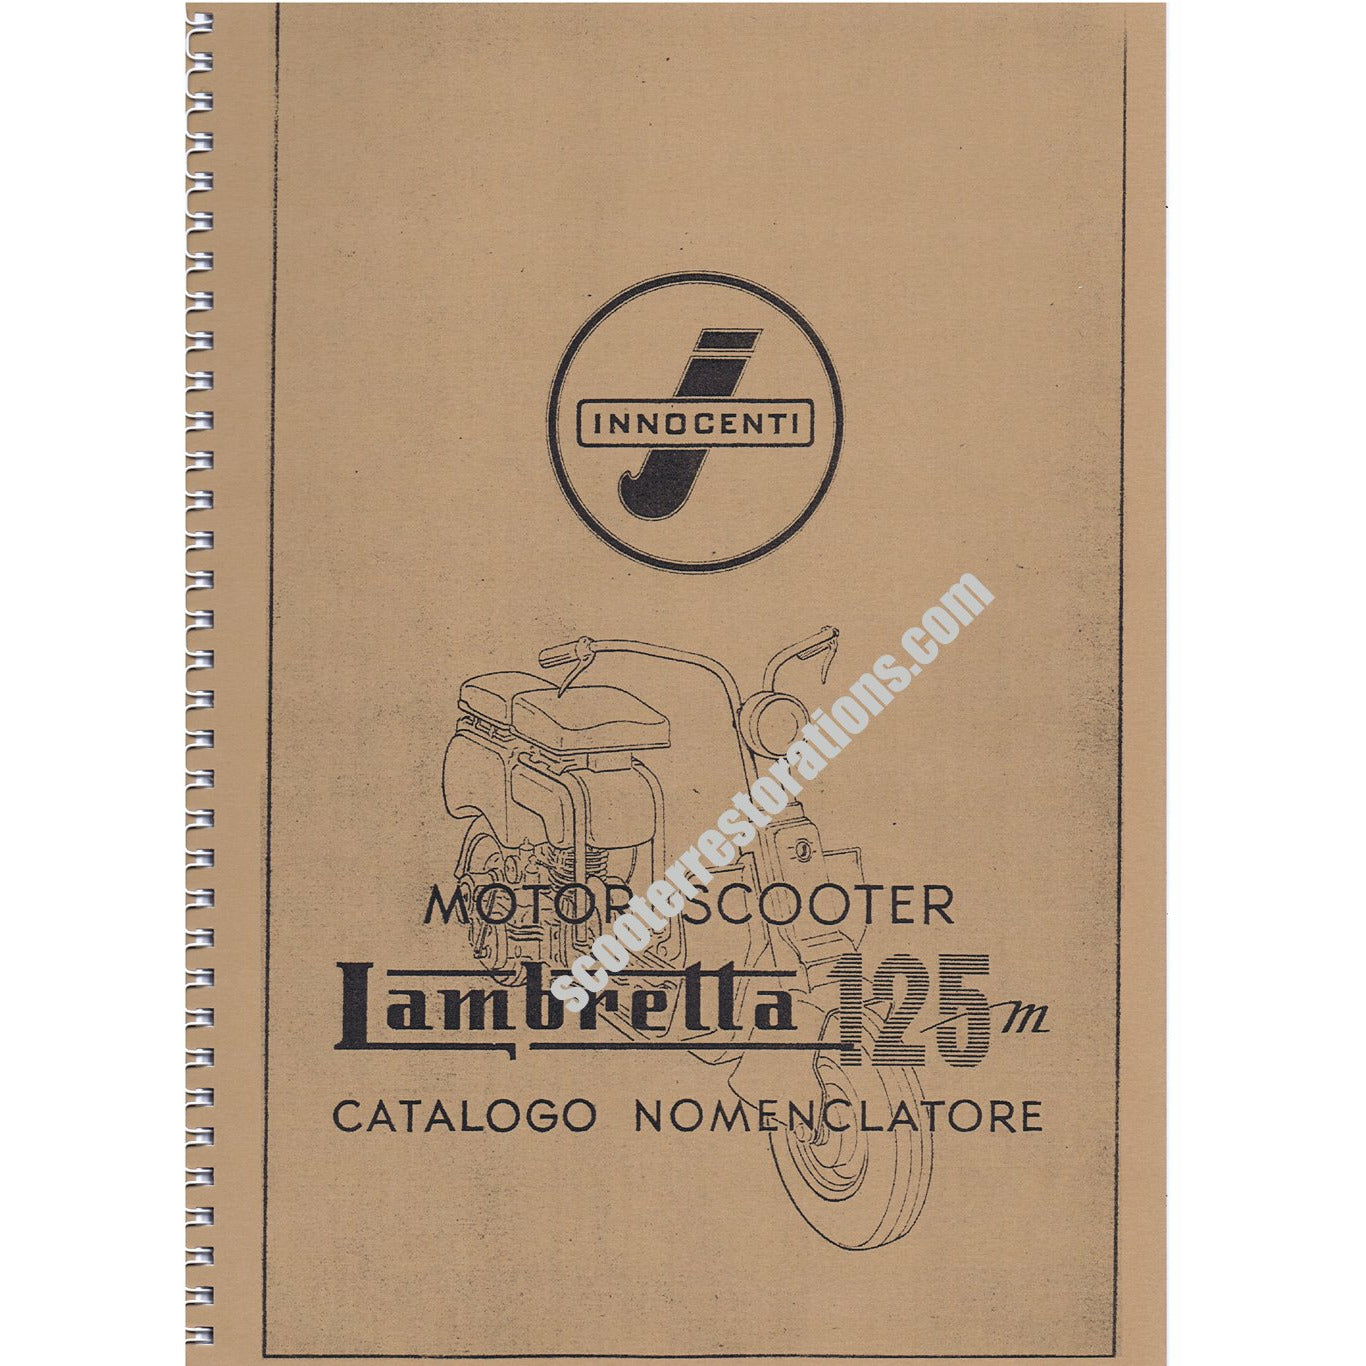 INNOCENTI
scooterrestorations.com
MOTOR SCOOTER
Lambretta 125 m
CATALOGO NOMENCLATORE